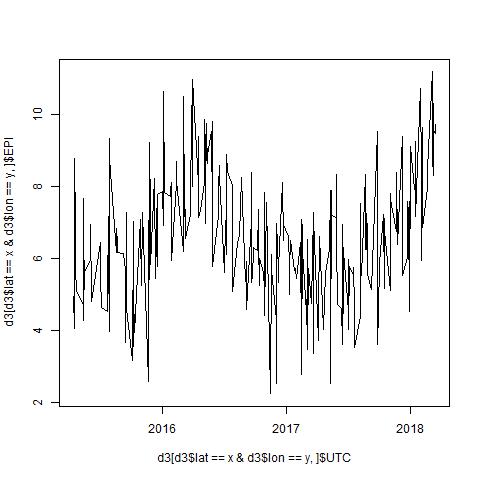 d3[d3$lat == x & d3$lon == y, ]$EPI
10
8
6
4
2
2016 2017 2018
d3[d3$lat == x & d3$lon == y, ]$UTC